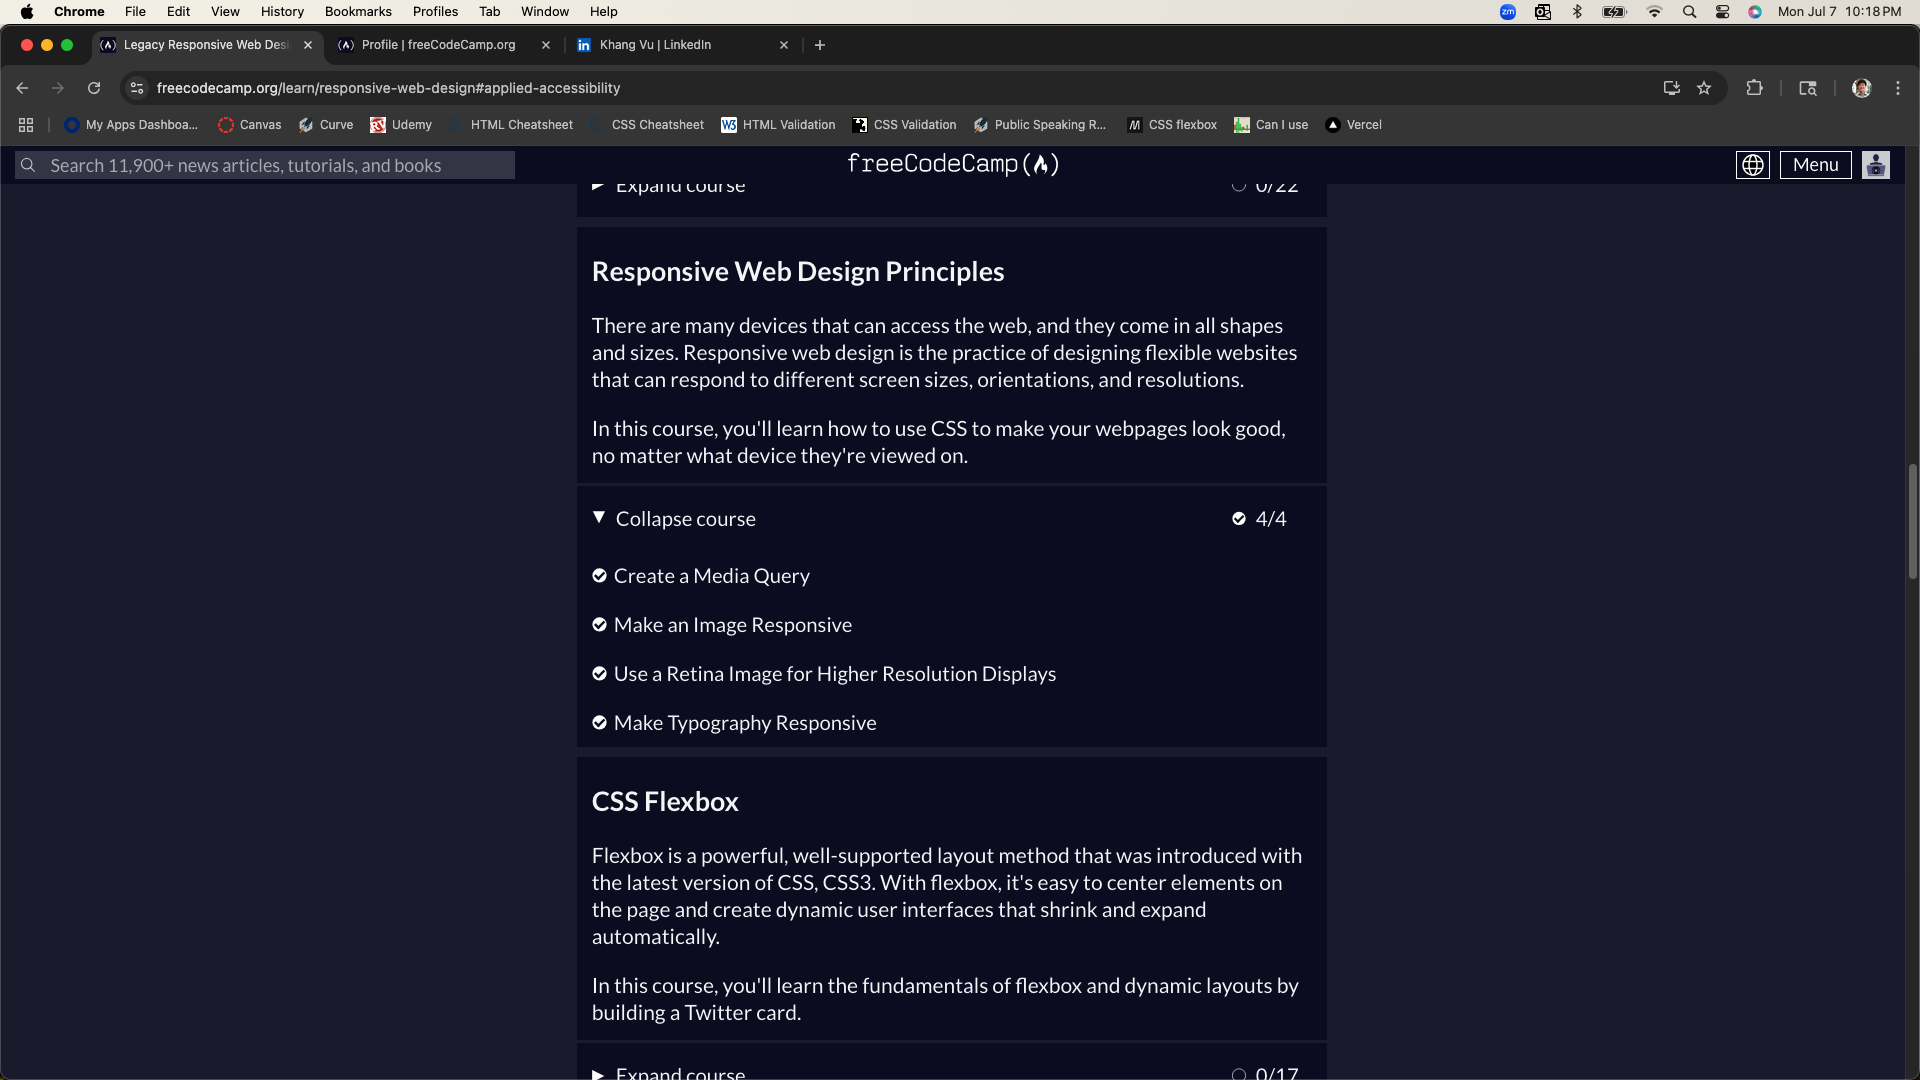 Chrome File Edit View History Bookmarks Profiles Tab Window Help
zm Mon Jul 7 10:18 PM
Legacy Responsive Web Desi
Profile | freeCodeCamp.org
Khang Vu | LinkedIn
freecodecamp.org/learn/responsive-web-design#applied-accessibility
My Apps Dashboa... Canvas Curve Udemy HTML Cheatsheet CSS Cheatsheet W3 HTML Validation CSS Validation Public Speaking R... M CSS flexbox Can I use Vercel
Search 11,900+ news articles, tutorials, and books
freeCodeCamp
Menu
Expand course 0/22
Responsive Web Design Principles
There are many devices that can access the web, and they come in all shapes
and sizes. Responsive web design is the practice of designing flexible websites
that can respond to different screen sizes, orientations, and resolutions.
In this course, you'll learn how to use CSS to make your webpages look good,
no matter what device they're viewed on.
Collapse course 4/4
Create a Media Query
Make an Image Responsive
Use a Retina Image for Higher Resolution Displays
Make Typography Responsive
CSS Flexbox
Flexbox is a powerful, well-supported layout method that was introduced with
the latest version of CSS, CSS3. With flexbox, it's easy to center elements on
the page and create dynamic user interfaces that shrink and expand
automatically.
In this course, you'll learn the fundamentals of flexbox and dynamic layouts by
building a Twitter card.
Expand course 0/17